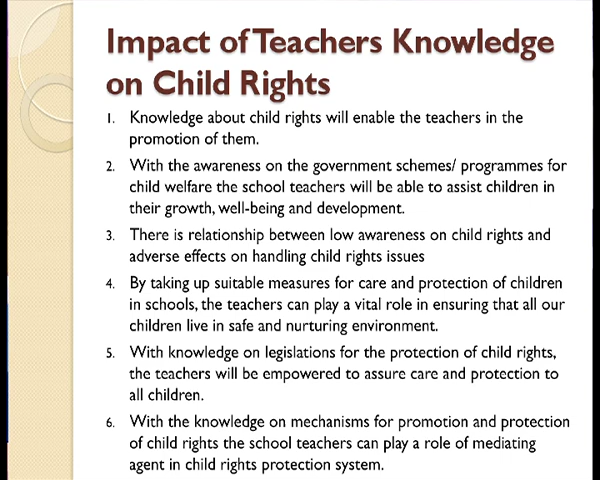 Impact of Teachers Knowledge
on Child Rights
1. Knowledge about child rights will enable the teachers in the
promotion of them.
2. With the awareness on the government schemes/ programmes for
child welfare the school teachers will be able to assist children in
their growth, well-being and development.
3. There is relationship between low awareness on child rights and
adverse effects on handling child rights issues
4. By taking up suitable measures for care and protection of children
in schools, the teachers can play a vital role in ensuring that all our
children live in safe and nurturing environment.
5. With knowledge on legislations for the protection of child rights,
the teachers will be empowered to assure care and protection to
all children.
6. With the knowledge on mechanisms for promotion and protection
of child rights the school teachers can play a role of mediating
agent in child rights protection system.